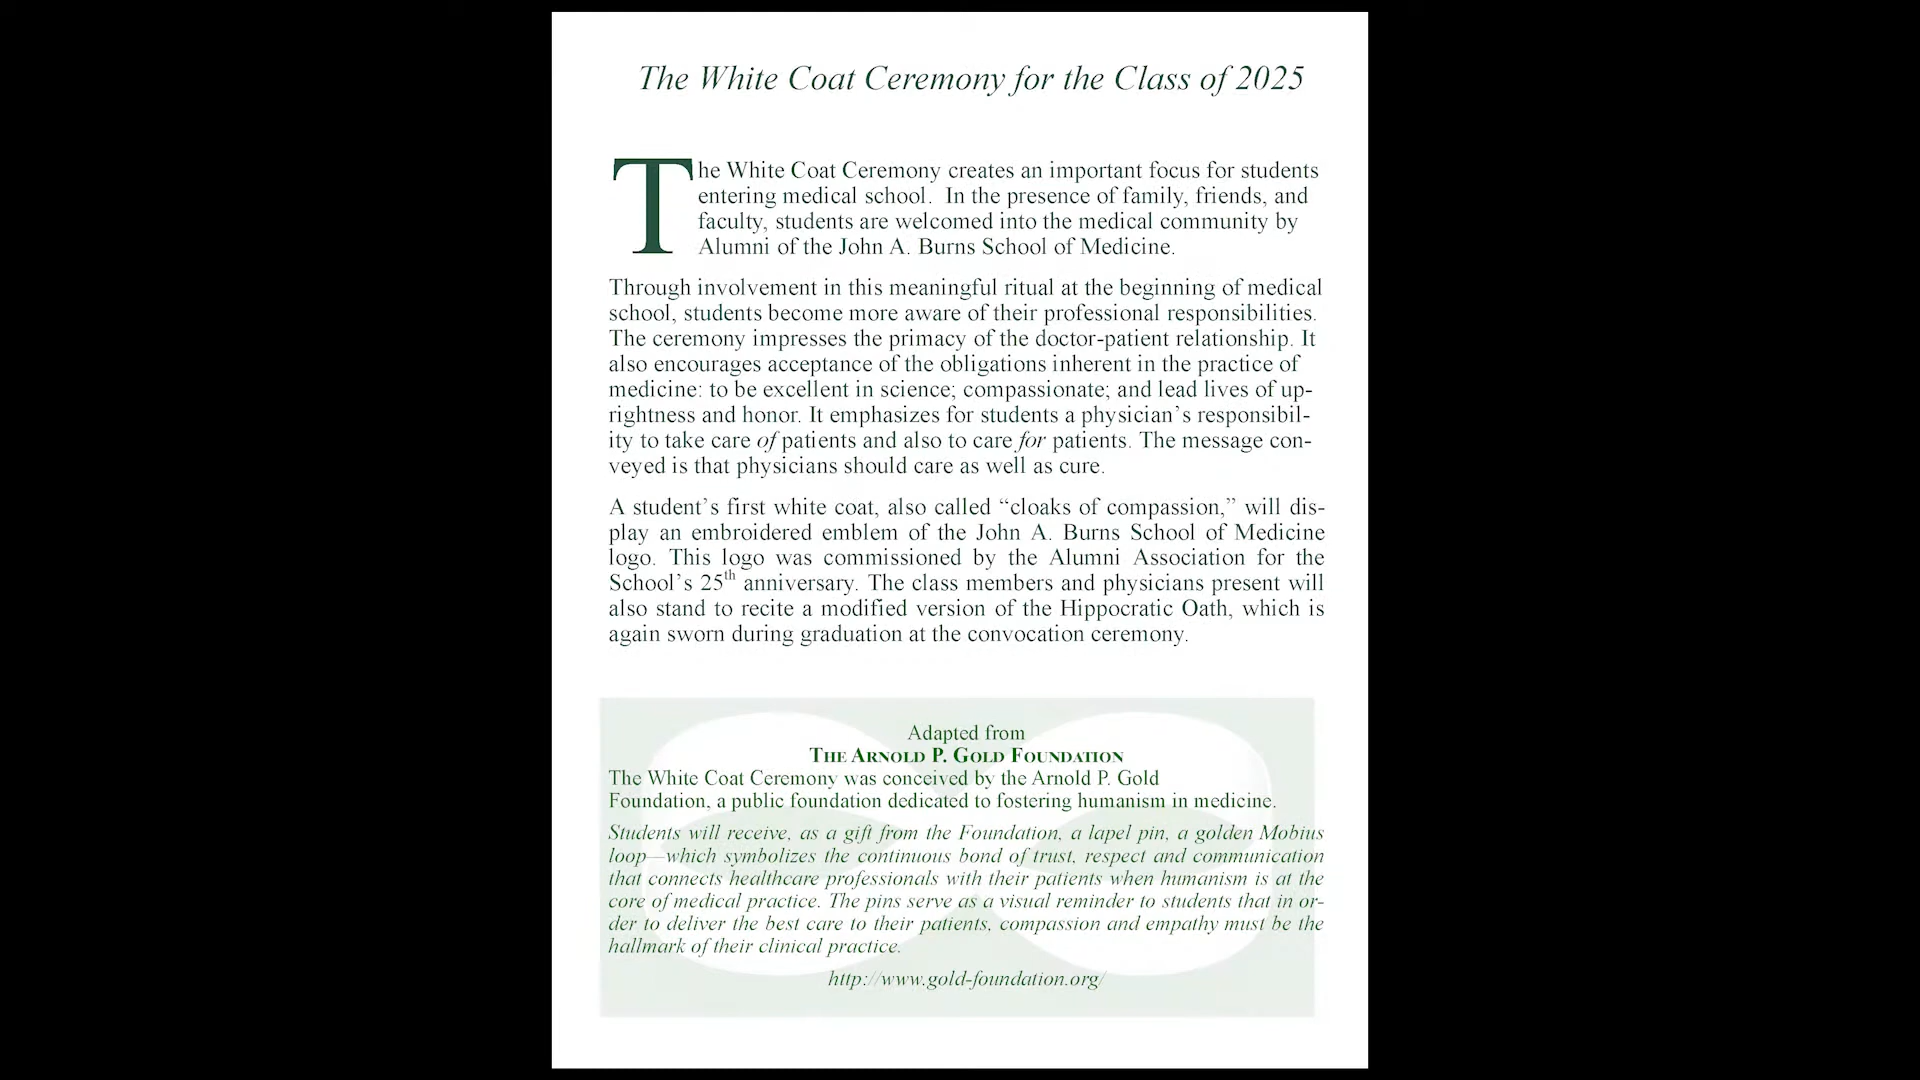 The White Coat Ceremony for the Class of 2025
The White Coat Ceremony creates an important focus for students
entering medical school.  In the presence of family, friends, and
faculty, students are welcomed into the medical community by
Alumni of the John A. Burns School of Medicine.
Through involvement in this meaningful ritual at the beginning of medical
school, students become more aware of their professional responsibilities.
The ceremony impresses the primacy of the doctor-patient relationship. It
also encourages acceptance of the obligations inherent in the practice of
medicine: to be excellent in science; compassionate; and lead lives of up-
rightness and honor. It emphasizes for students a physician's responsibil-
ity to take care of patients and also to care for patients. The message con-
veyed is that physicians should care as well as cure.
A student's first white coat, also called “cloaks of compassion,” will dis-
play an embroidered emblem of the John A. Burns School of Medicine
logo. This logo was commissioned by the Alumni Association for the
School's 25th anniversary. The class members and physicians present will
also stand to recite a modified version of the Hippocratic Oath, which is
again sworn during graduation at the convocation ceremony.
Adapted from
THE ARNOLD P. GOLD FOUNDATION
The White Coat Ceremony was conceived by the Arnold P. Gold
Foundation, a public foundation dedicated to fostering humanism in medicine.
Students will receive, as a gift from the Foundation, a lapel pin, a golden Mobius
loop—which symbolizes the continuous bond of trust, respect and communication
that connects healthcare professionals with their patients when humanism is at the
core of medical practice. The pins serve as a visual reminder to students that in or-
der to deliver the best care to their patients, compassion and empathy must be the
hallmark of their clinical practice.
http://www.gold-foundation.org/